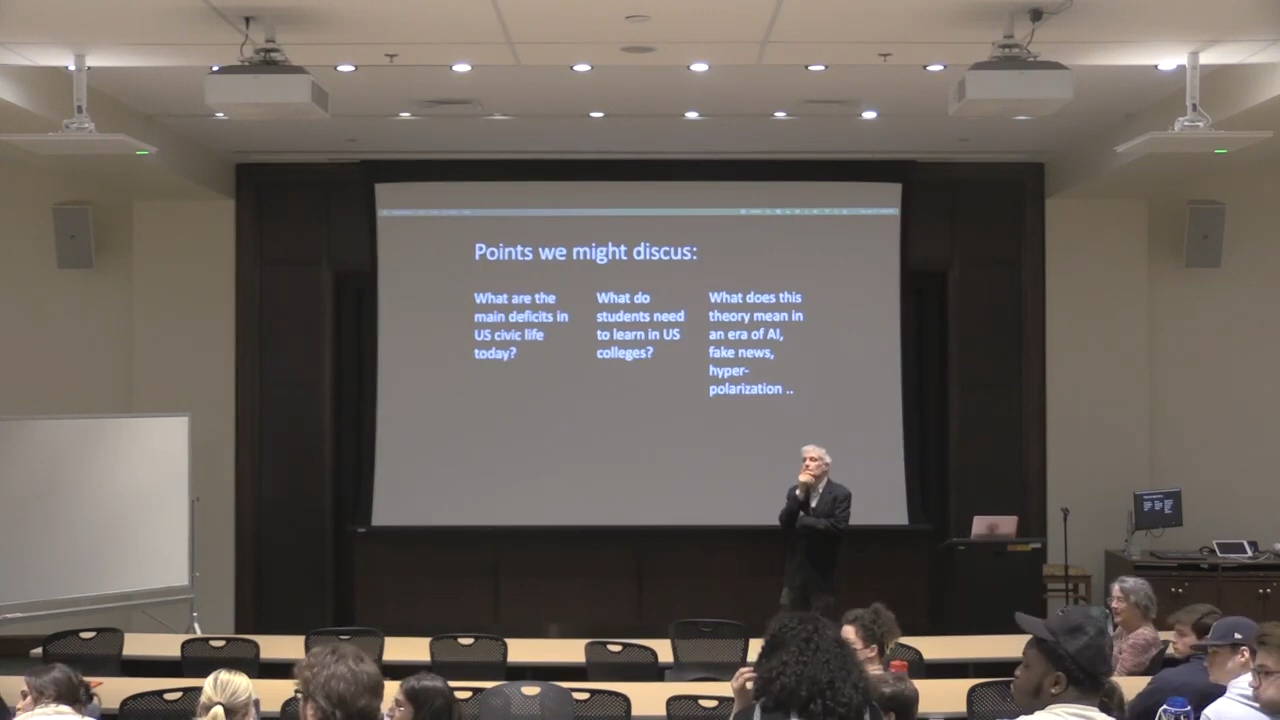 Points we might discus:
What are the
main deficits in
US civic life
today?
What do
students need
to learn in US
colleges?
What does this
theory mean in
an era of AI,
fake news,
hyper-
polarization ..